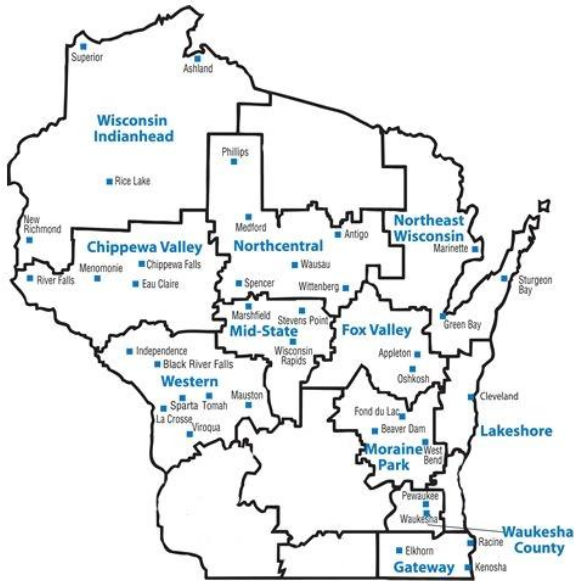 Superior
Ashland
Wisconsin
Indianhead
Phillips
Rice Lake
New
Richmond
Medford
Antigo
Northeast
Wisconsin
Marinette
Chippewa Valley
Northcentral
Chippewa Falls
Wausau
River Falls
Menomonie
Eau Claire
Spencer
Wittenberg
Sturgeon
Bay
Marshfield
Stevens Point
Green Bay
Mid-State
Fox Valley
Wisconsin
Rapids
Independence
Appleton
Black River Falls
Oshkosh
Western
Mauston
Sparta
Tomah
Cleveland
La Crosse
Viroqua
Fond du Lac
Beaver Dam
Lakeshore
Moraine
Park
West
Bend
Pewaukee
Waukesha
Waukesha
County
Racine
Elkhorn
Gateway
Kenosha